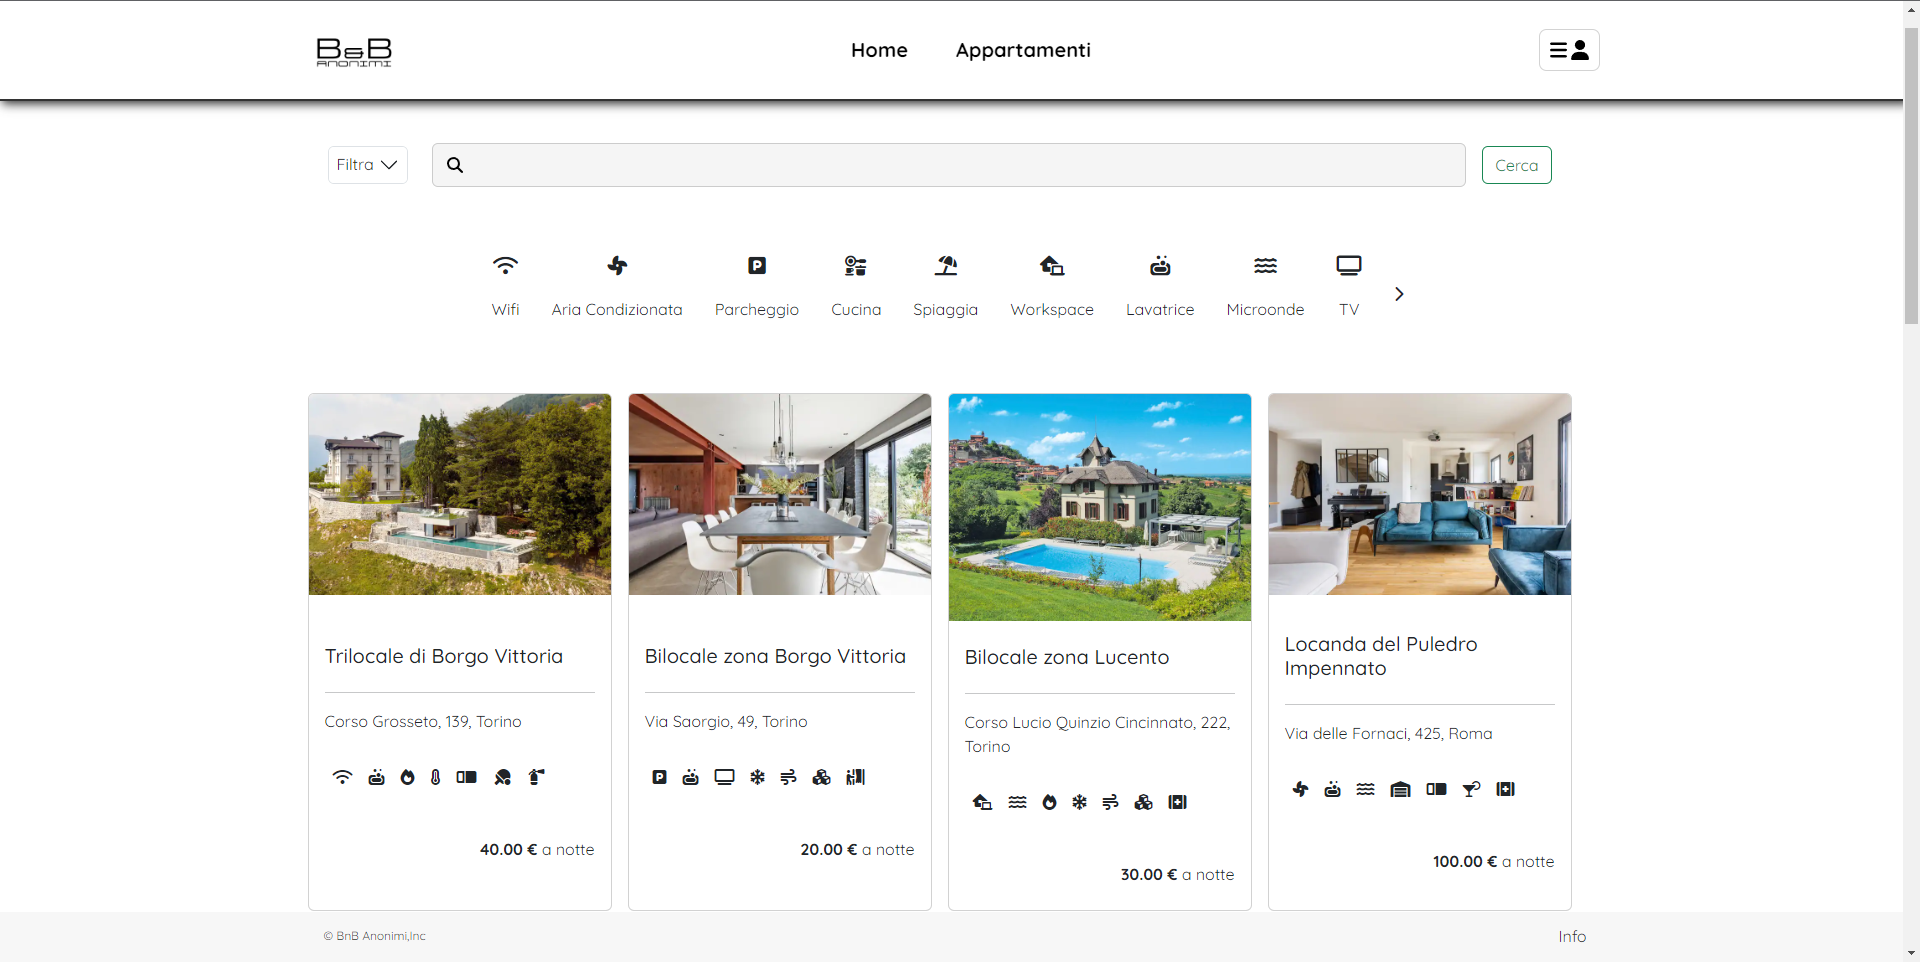 B&B
ANONIMI
Home
Appartamenti
Filtra
Cerca
Wifi
Aria Condizionata
Parcheggio
Cucina
Spiaggia
Workspace
Lavatrice
Microonde
TV
Trilocale di Borgo Vittoria
Corso Grosseto, 139, Torino
40.00 € a notte
Bilocale zona Borgo Vittoria
Via Saorgio, 49, Torino
20.00 € a notte
Bilocale zona Lucento
Corso Lucio Quinzio Cincinnato, 222,
Torino
30.00 € a notte
Locanda del Puledro
Impennato
Via delle Fornaci, 425, Roma
100.00 € a notte
© BnB Anonimi,Inc
Info